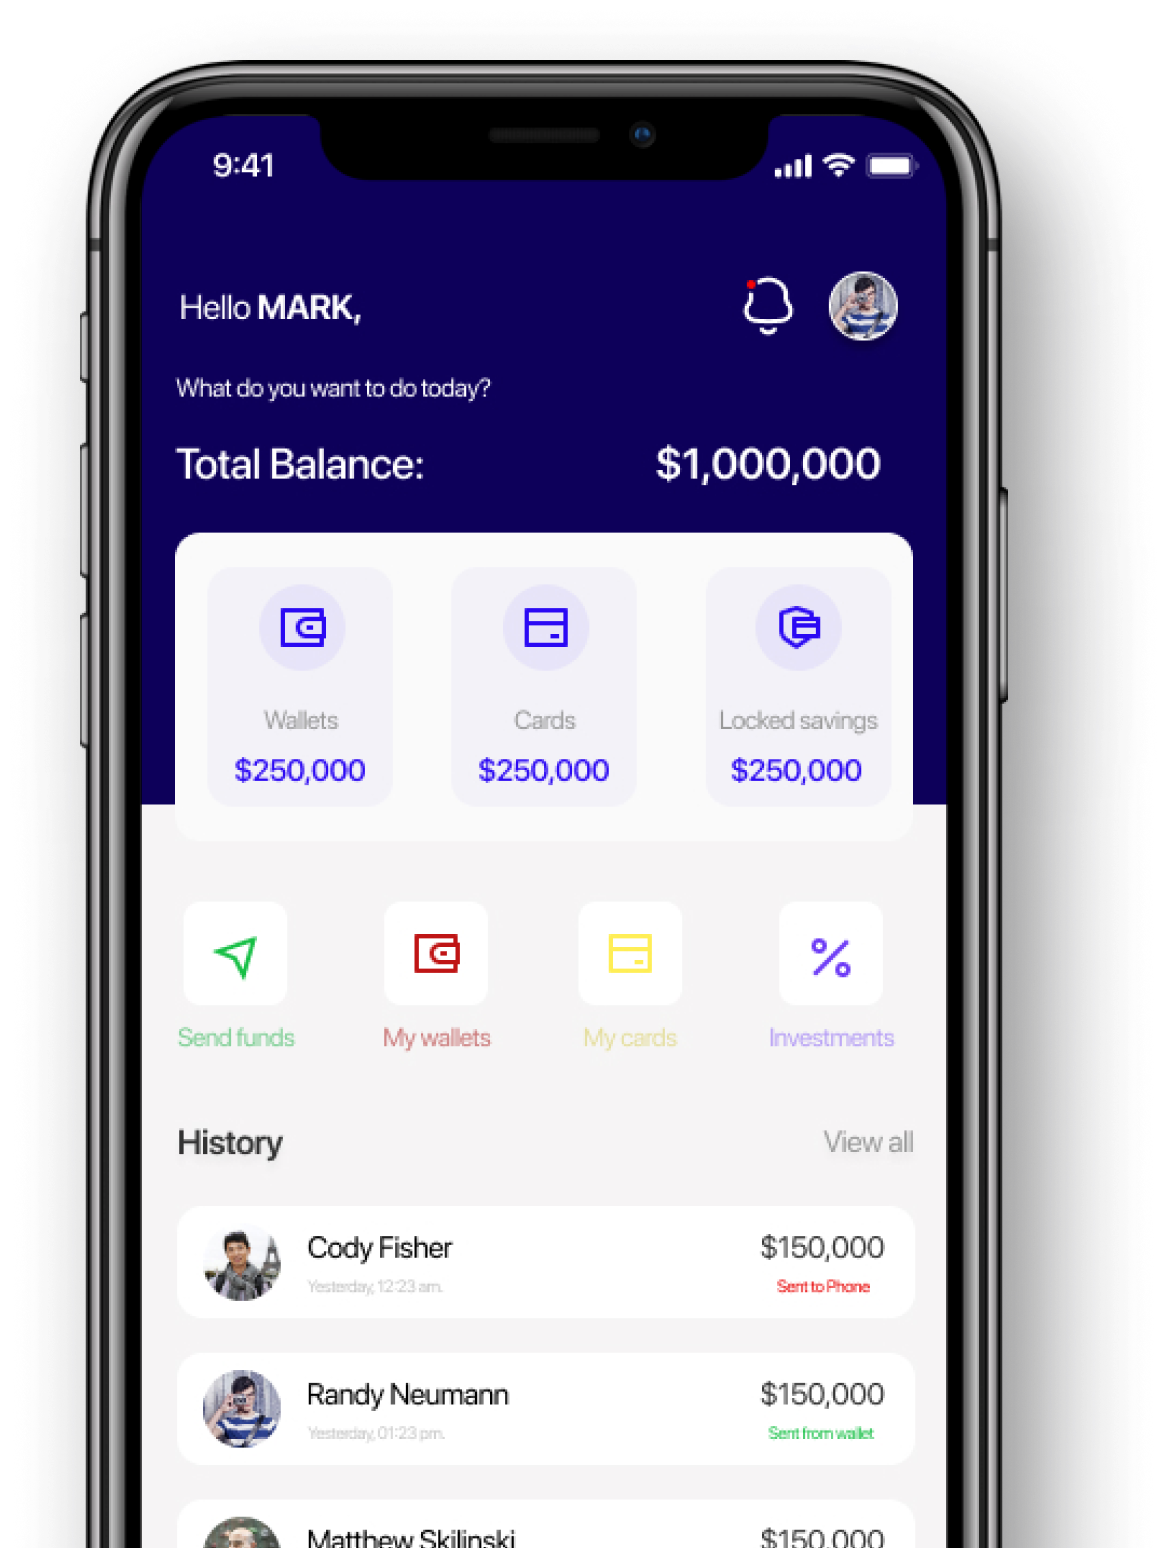 9:41
Hello MARK,
What do you want to do today?
Total Balance: $1,000,000
Wallets Cards Locked savings
$250,000 $250,000 $250,000
Send funds My wallets My cards Investments
History View all
Cody Fisher $150,000
Yesterday, 12:23 am. Sent to Phone
Randy Neumann $150,000
Yesterday, 01:23 pm. Sent from wallet
Matthew Skilinski $150,000